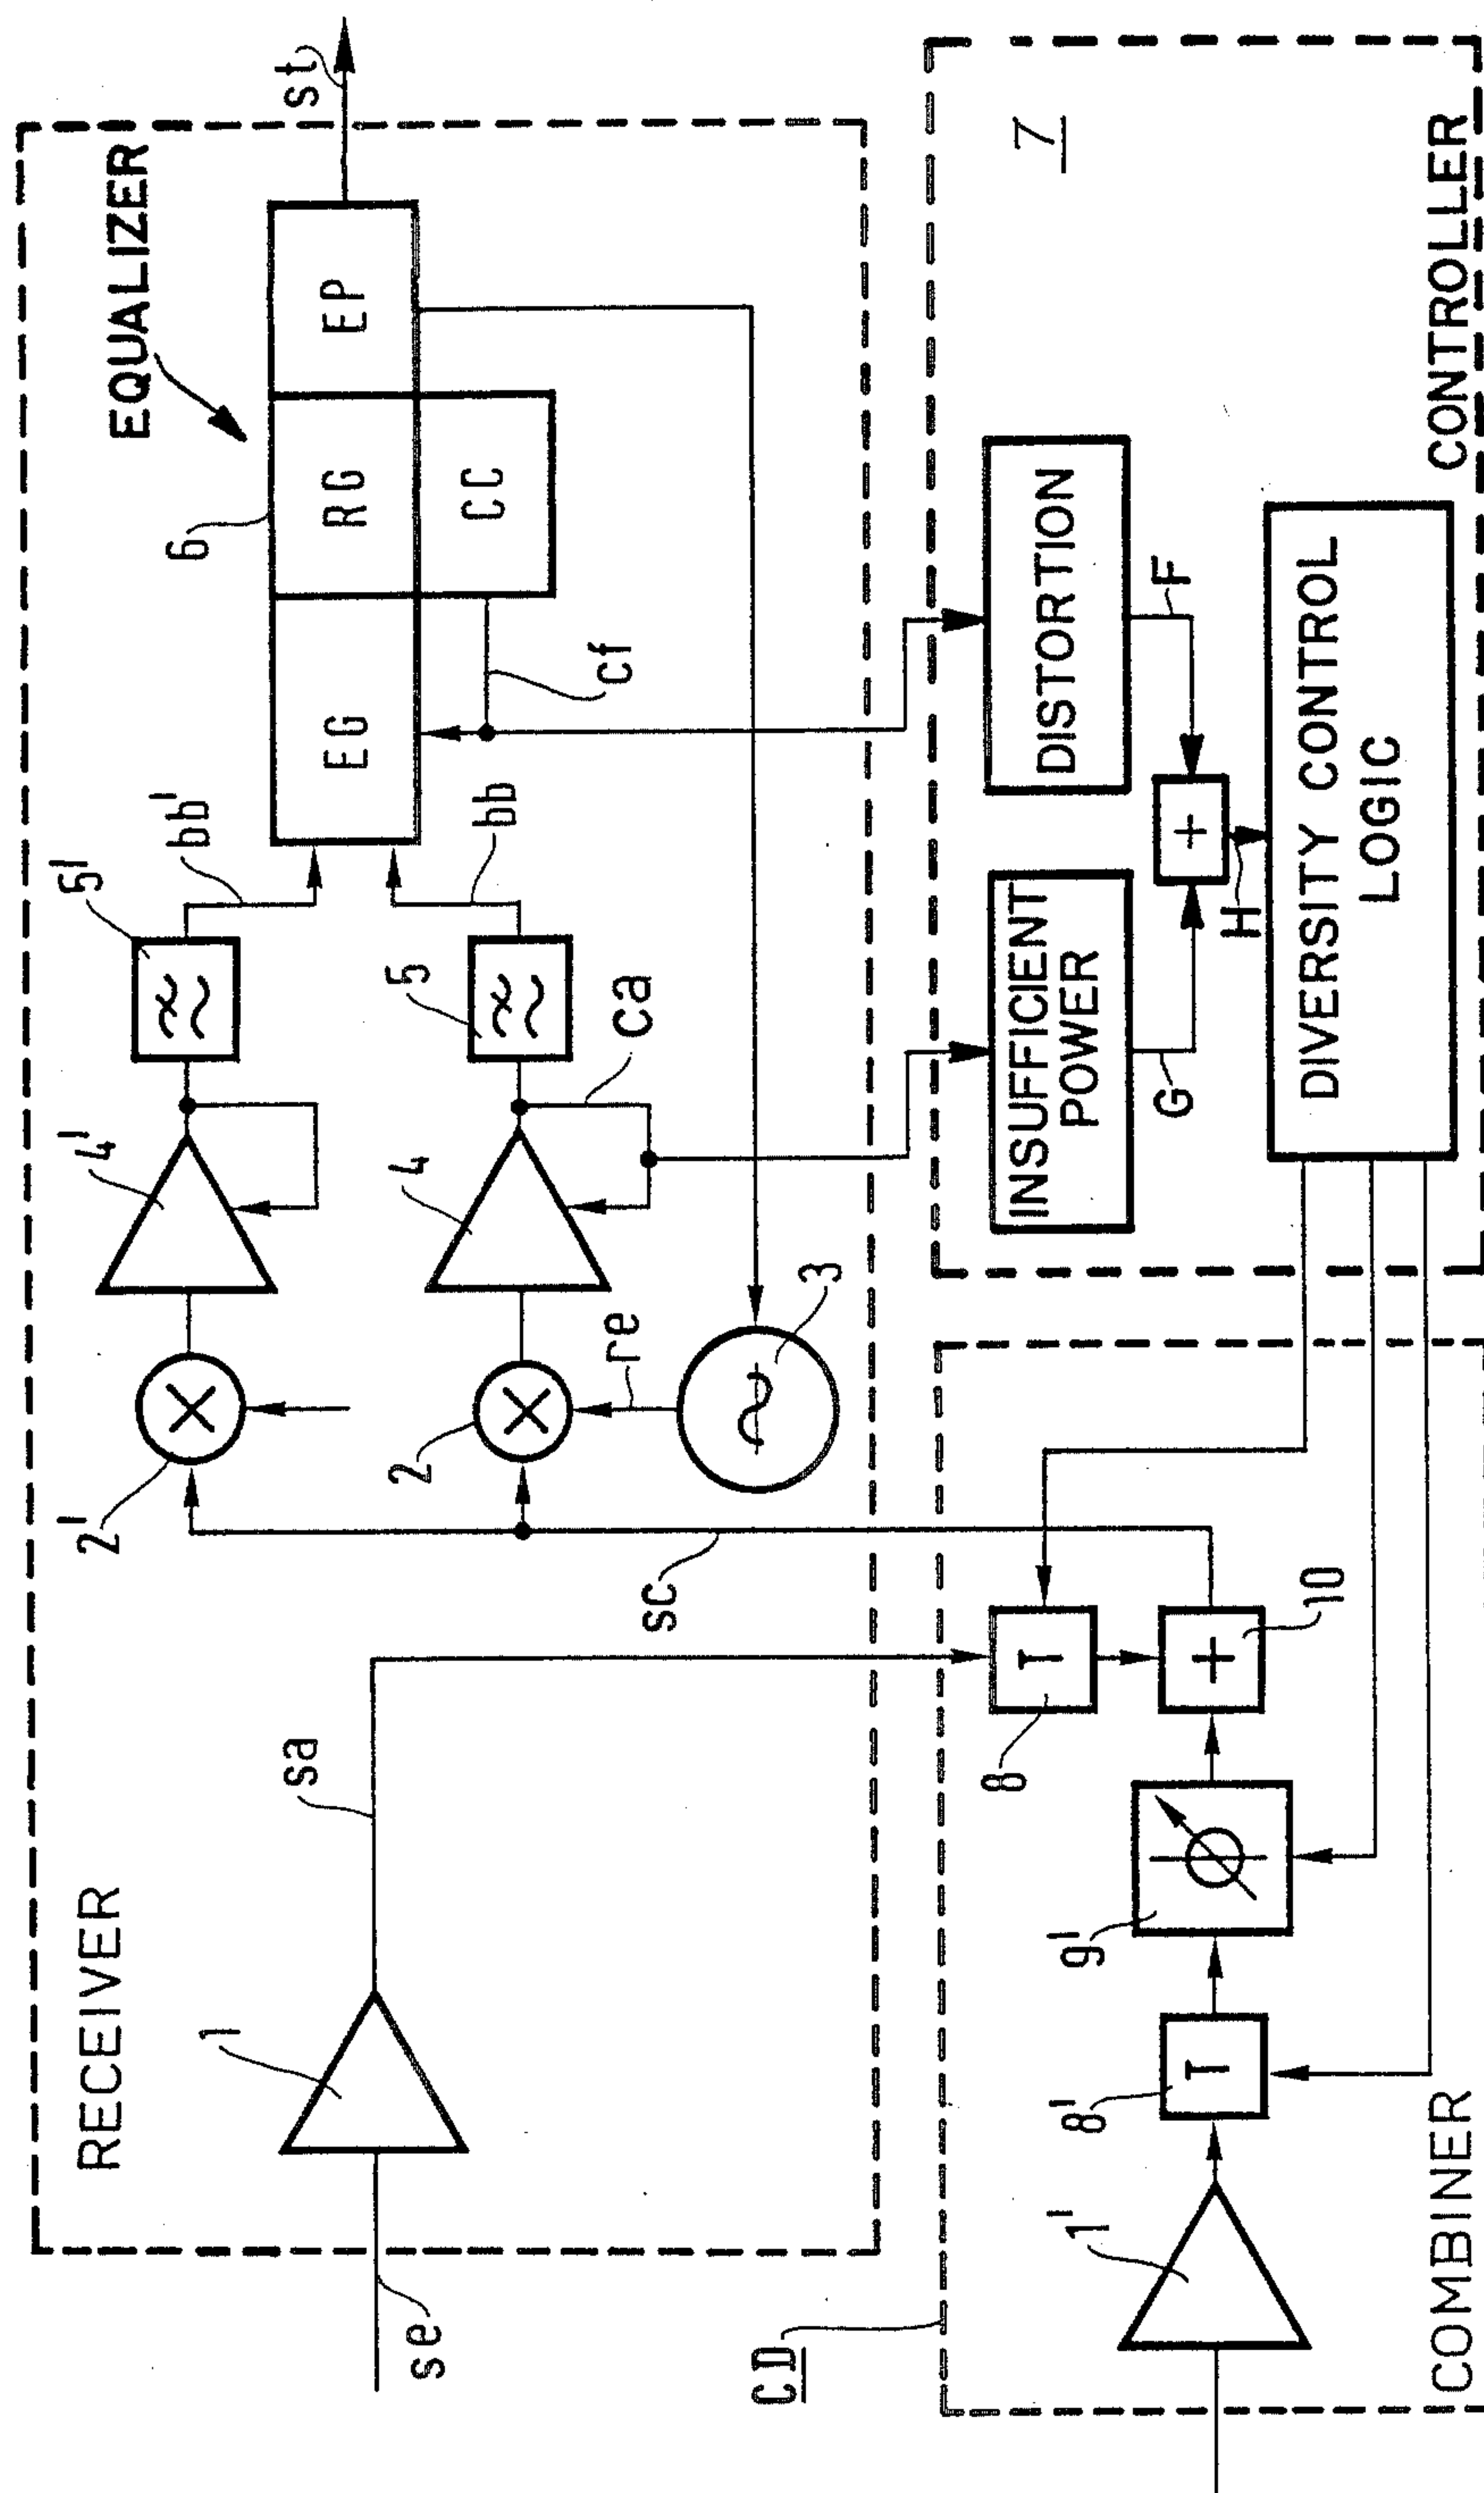 RECEIVER
EQUALIZER
se
1
sa
2'
4'
5'
bb'
2
4
5
bb
ca
re
3
sc
6
EG
RG
EP
CC
cf
st
CD
COMBINER
1'
8'
T
9'
8
T
+
10
CONTROLLER
7
INSUFFICIENT
POWER
DISTORTION
G
F
+
H
DIVERSITY CONTROL
LOGIC